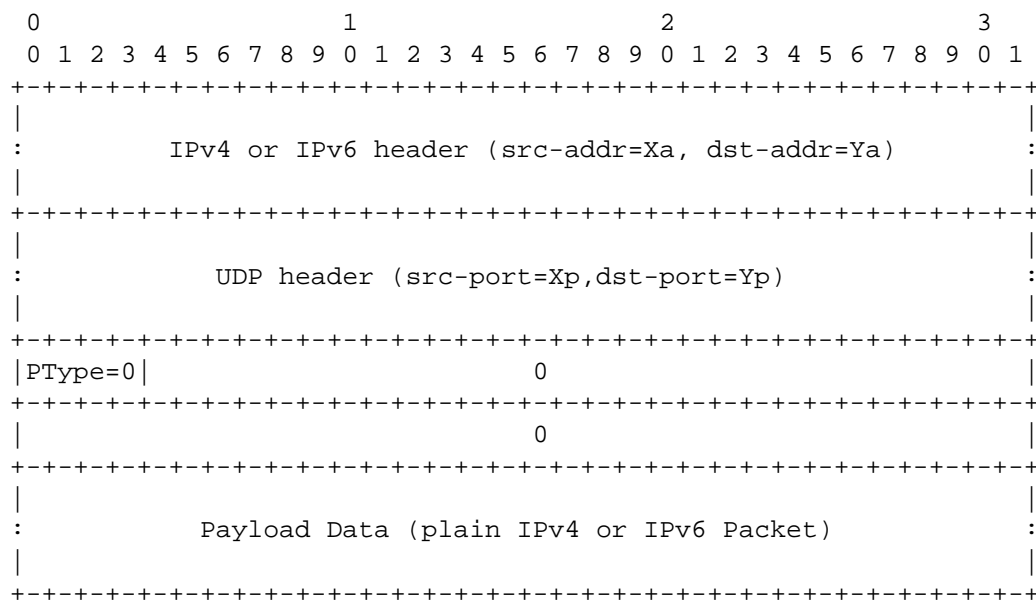 0                   1                   2                   3
 0 1 2 3 4 5 6 7 8 9 0 1 2 3 4 5 6 7 8 9 0 1 2 3 4 5 6 7 8 9 0 1
+-+-+-+-+-+-+-+-+-+-+-+-+-+-+-+-+-+-+-+-+-+-+-+-+-+-+-+-+-+-+-+-+
|                                                               |
:         IPv4 or IPv6 header (src-addr=Xa, dst-addr=Ya)        :
|                                                               |
+-+-+-+-+-+-+-+-+-+-+-+-+-+-+-+-+-+-+-+-+-+-+-+-+-+-+-+-+-+-+-+-+
|                                                               |
:            UDP header (src-port=Xp,dst-port=Yp)               :
|                                                               |
+-+-+-+-+-+-+-+-+-+-+-+-+-+-+-+-+-+-+-+-+-+-+-+-+-+-+-+-+-+-+-+-+
|PType=0|                        0                              |
+-+-+-+-+-+-+-+-+-+-+-+-+-+-+-+-+-+-+-+-+-+-+-+-+-+-+-+-+-+-+-+-+
|                                0                              |
+-+-+-+-+-+-+-+-+-+-+-+-+-+-+-+-+-+-+-+-+-+-+-+-+-+-+-+-+-+-+-+-+
|                                                               |
:           Payload Data (plain IPv4 or IPv6 Packet)            :
|                                                               |
+-+-+-+-+-+-+-+-+-+-+-+-+-+-+-+-+-+-+-+-+-+-+-+-+-+-+-+-+-+-+-+-+